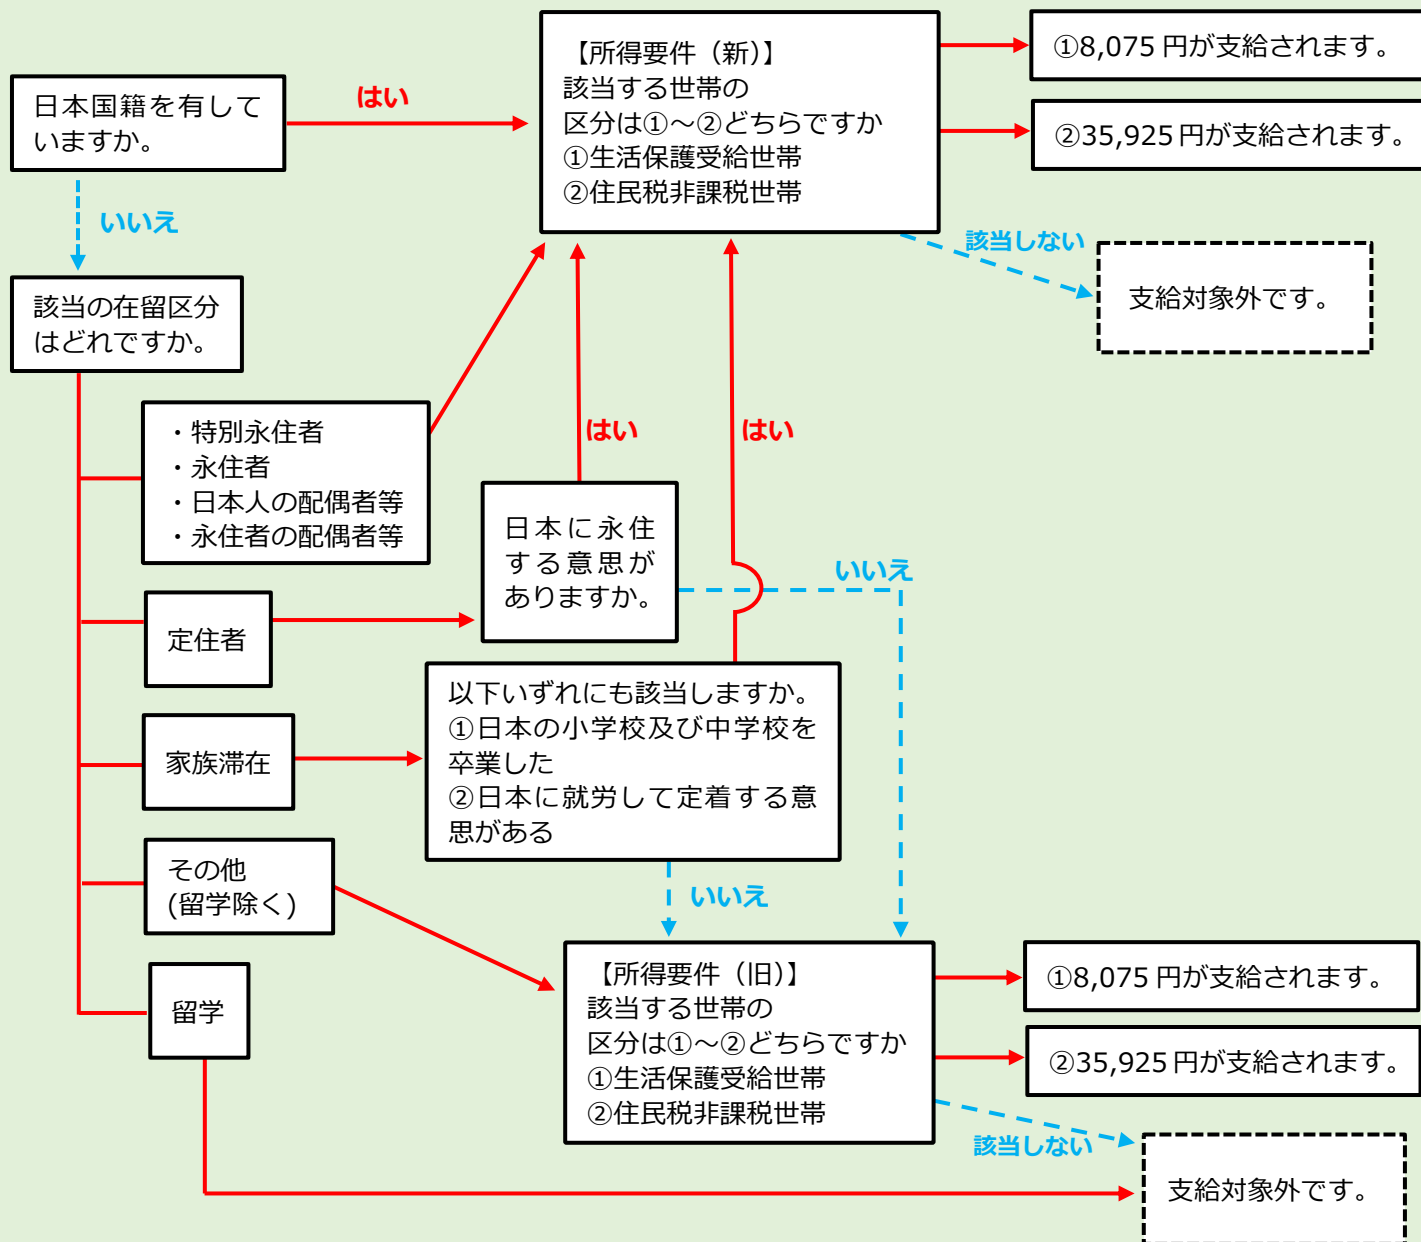 日本国籍を有して
いますか。
はい
いいえ
【所得要件（新）】
該当する世帯の
区分は①～②どちらですか
①生活保護受給世帯
②住民税非課税世帯
①8,075 円が支給されます。
②35,925 円が支給されます。
該当しない
支給対象外です。
該当の在留区分
はどれですか。
・特別永住者
・永住者
・日本人の配偶者等
・永住者の配偶者等
はい
はい
日本に永住
する意思が
ありますか。
いいえ
定住者
以下いずれにも該当しますか。
①日本の小学校及び中学校を
卒業した
②日本に就労して定着する意
思がある
家族滞在
いいえ
その他
(留学除く)
【所得要件（旧）】
該当する世帯の
区分は①～②どちらですか
①生活保護受給世帯
②住民税非課税世帯
①8,075 円が支給されます。
②35,925 円が支給されます。
留学
該当しない
支給対象外です。